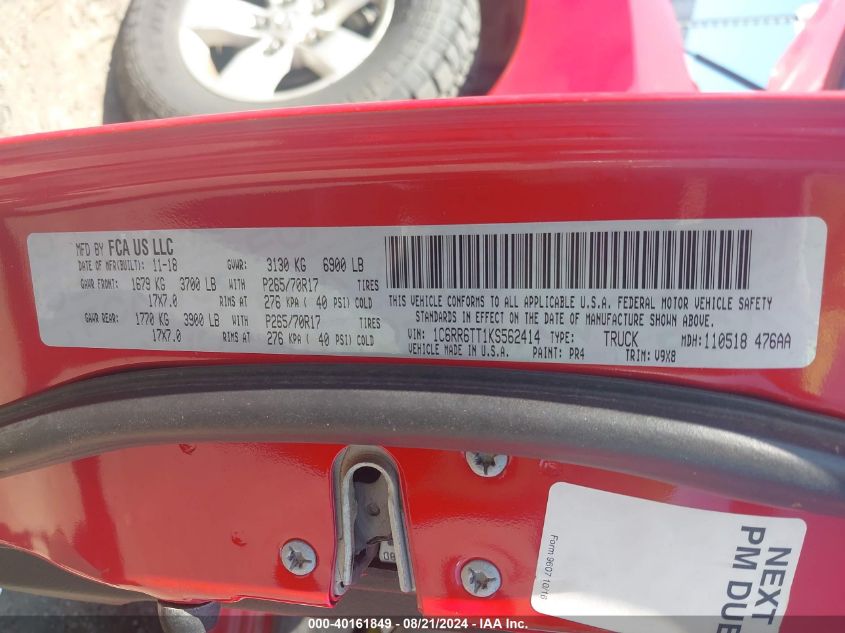 MFD BY FCA US LLC
DATE OF MFR(BUILT): 11-18 GVWR: 3130 KG 6900 LB
GAWR FRONT: 1679 KG 3700 LB WITH P265/70R17 TIRES
17X7.0 RIMS AT 276 KPA ( 40 PSI) COLD
GAWR REAR: 1770 KG 3900 LB WITH P265/70R17 TIRES
17X7.0 RIMS AT 276 KPA ( 40 PSI) COLD
THIS VEHICLE CONFORMS TO ALL APPLICABLE U.S.A. FEDERAL MOTOR VEHICLE SAFETY
STANDARDS IN EFFECT ON THE DATE OF MANUFACTURE SHOWN ABOVE.
VIN: 1C6RR6TT1KS562414 TYPE: TRUCK MDH: 110518 476AA
VEHICLE MADE IN U.S.A. PAINT: PR4 TRIM: V9X8
Form 9607 10/16
NEXT
PM DUE
08
000-40161849 - 08/21/2024 - IAA Inc.